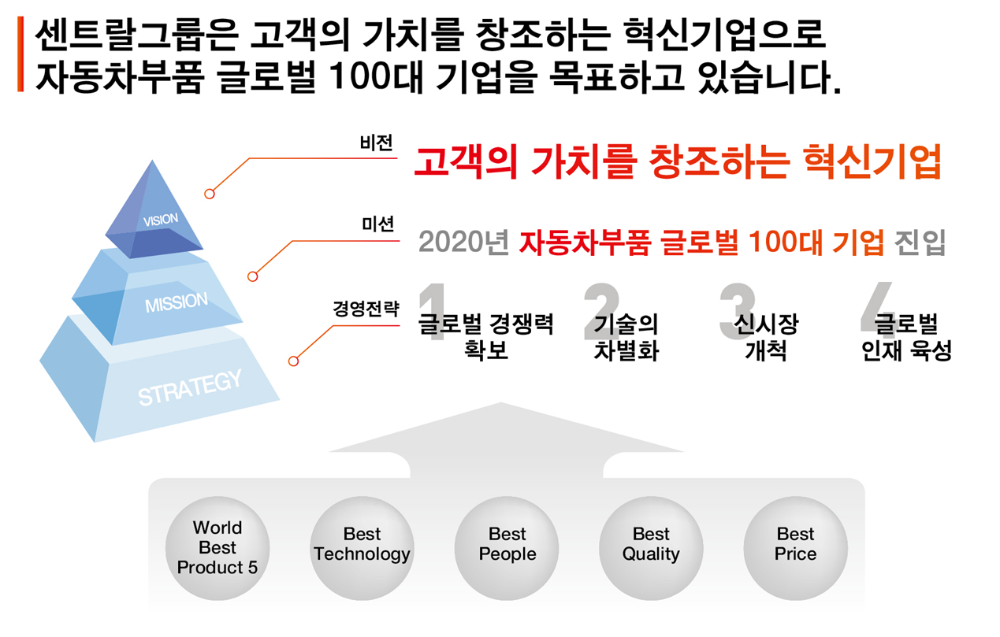 센트랄그룹은 고객의 가치를 창조하는 혁신기업으로
자동차부품 글로벌 100대 기업을 목표하고 있습니다.
비전
고객의 가치를 창조하는 혁신기업
VISION
미션
2020년 자동차부품 글로벌 100대 기업 진입
MISSION
경영전략
1
글로벌 경쟁력
확보
2
기술의
차별화
3
신시장
개척
4
글로벌
인재 육성
STRATEGY
World
Best
Product 5
Best
Technology
Best
People
Best
Quality
Best
Price